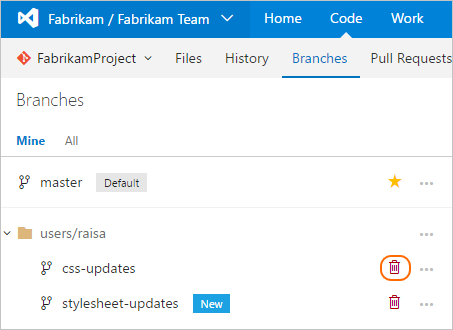 Fabrikam / Fabrikam Team Home Code Work
FabrikamProject Files History Branches Pull Requests
Branches
Mine All
master Default
users/raisa
css-updates
stylesheet-updates New